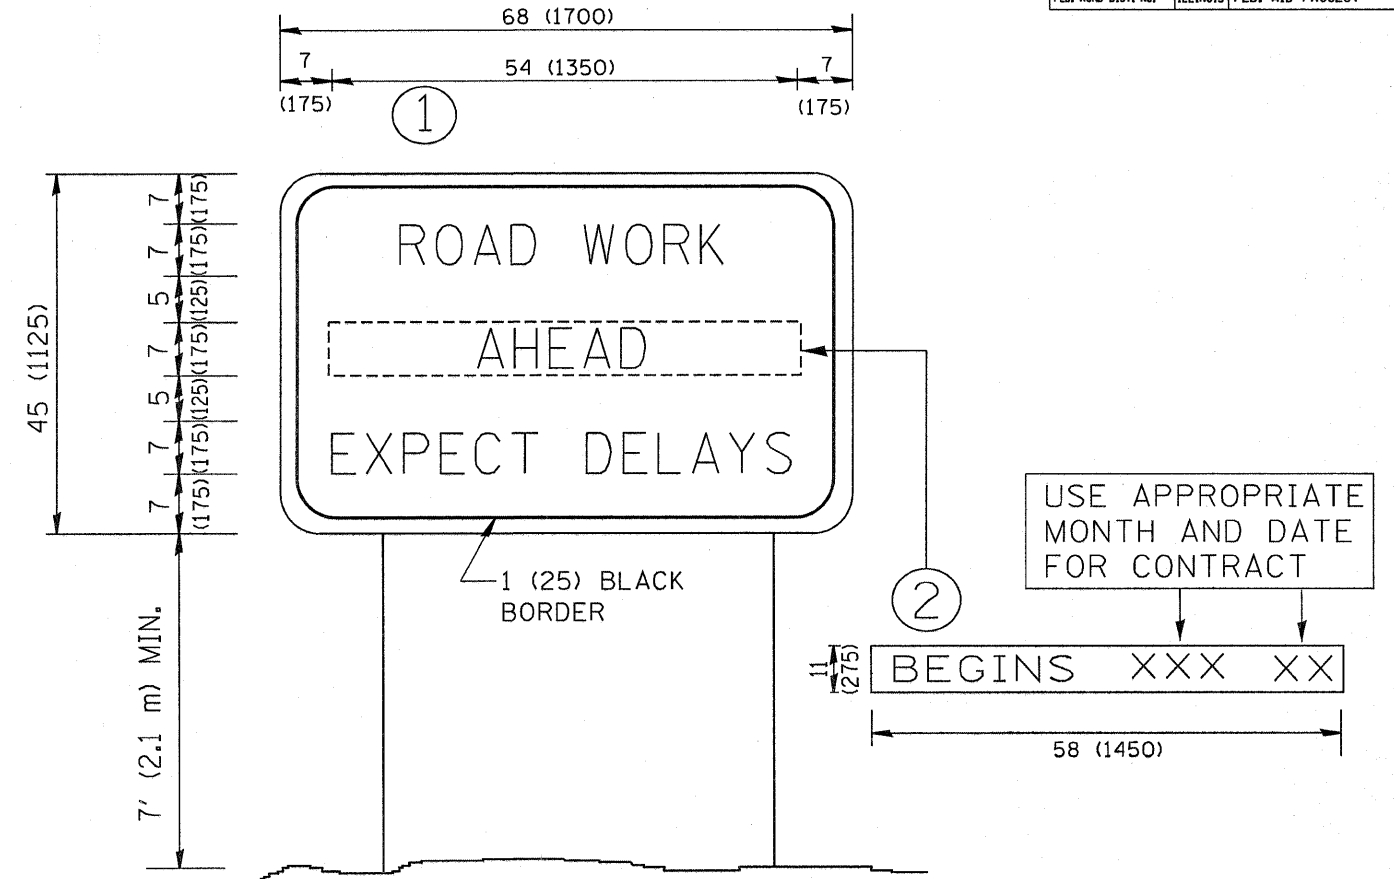 ILLINOIS
68 (1700)
7
54 (1350)
7
(175)
(175)
1
45 (1125)
7
(175)
7
(175)
5
(125)
7
(175)
5
(125)
7
(175)
7
(175)
ROAD WORK
AHEAD
EXPECT DELAYS
1 (25) BLACK
BORDER
7' (2.1 m) MIN.
USE APPROPRIATE
MONTH AND DATE
FOR CONTRACT
2
11
(275)
BEGINS XXX XX
58 (1450)